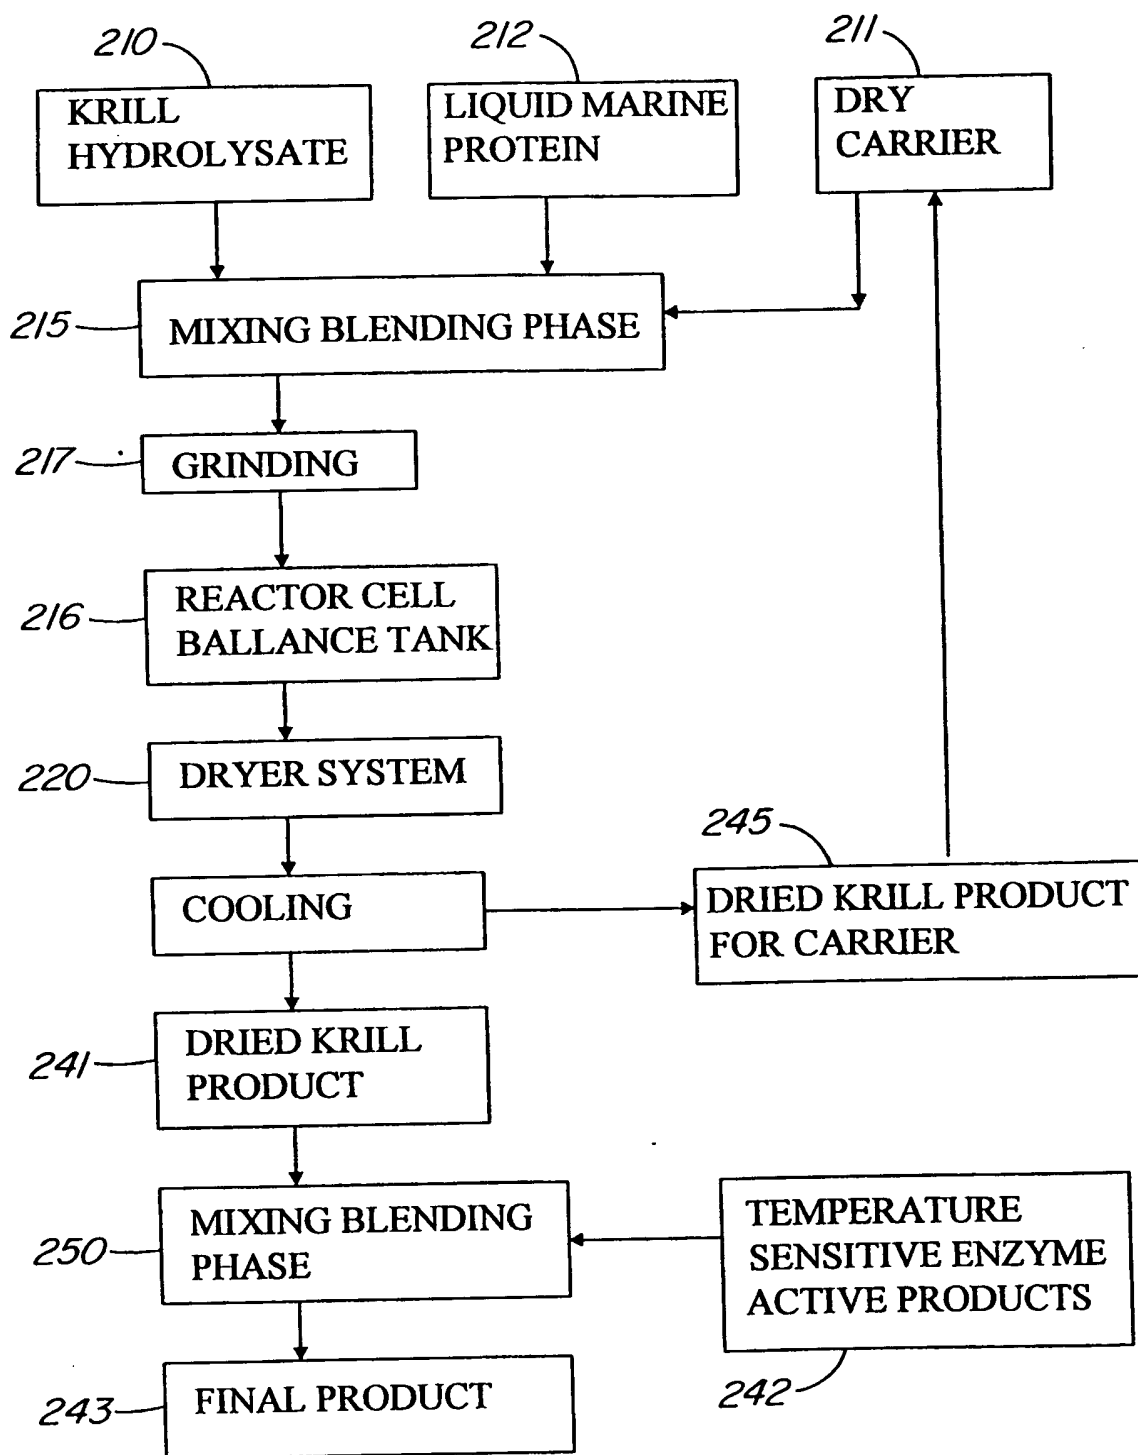 210
212
211
KRILL
HYDROLYSATE
LIQUID MARINE
PROTEIN
DRY
CARRIER
215
MIXING BLENDING PHASE
217
GRINDING
216
REACTOR CELL
BALLANCE TANK
220
DRYER SYSTEM
245
COOLING
DRIED KRILL PRODUCT
FOR CARRIER
241
DRIED KRILL
PRODUCT
250
MIXING BLENDING
PHASE
TEMPERATURE
SENSITIVE ENZYME
ACTIVE PRODUCTS
242
243
FINAL PRODUCT